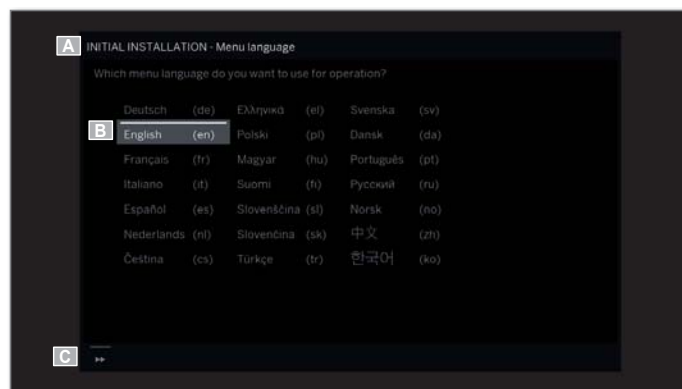 A INITIAL INSTALLATION - Menu language
Which menu language do you want to use for operation?
Deutsch (de) Ελληνικά (el) Svenska (sv)
B English (en) Polski (pl) Dansk (da)
Français (fr) Magyar (hu) Português (pt)
Italiano (it) Suomi (fi) Русский (ru)
Español (es) Slovenščina (sl) Norsk (no)
Nederlands (nl) Slovenčina (sk) 中文 (zh)
Čeština (cs) Türkçe (tr) 한국어 (ko)
C